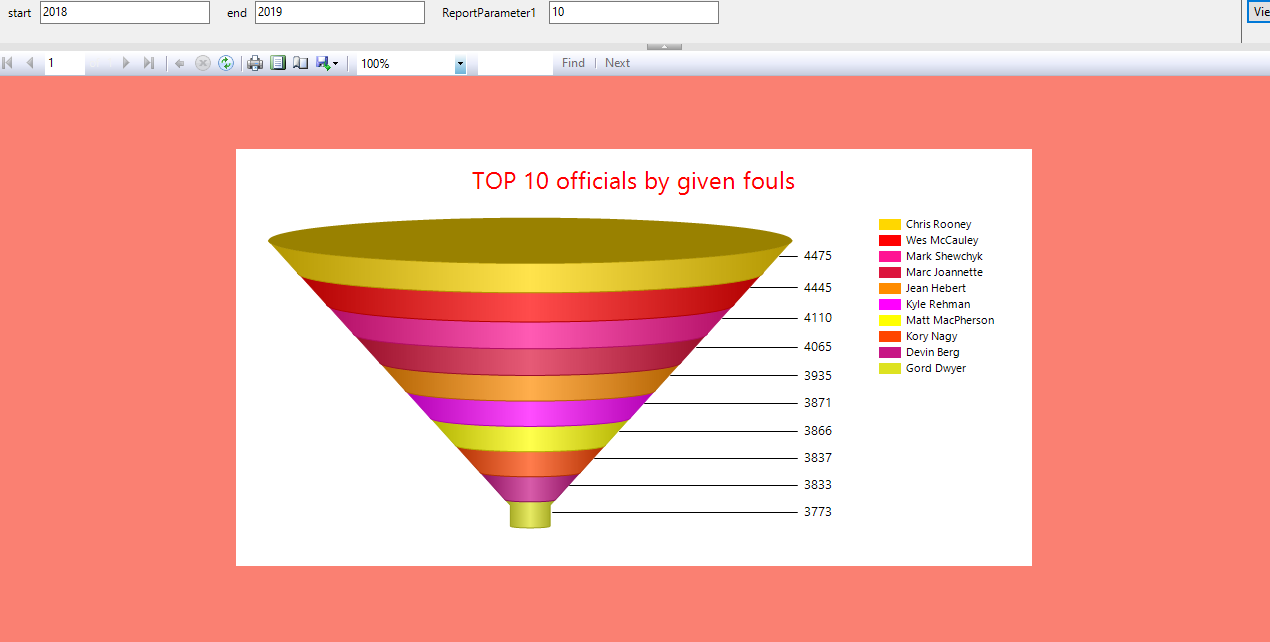 start 2018 end 2019 ReportParameter1 10 Vie
1 100% Find | Next
TOP 10 officials by given fouls
Chris Rooney
Wes McCauley
Mark Shewchyk
Marc Joannette
Jean Hebert
Kyle Rehman
Matt MacPherson
Kory Nagy
Devin Berg
Gord Dwyer
4475
4445
4110
4065
3935
3871
3866
3837
3833
3773